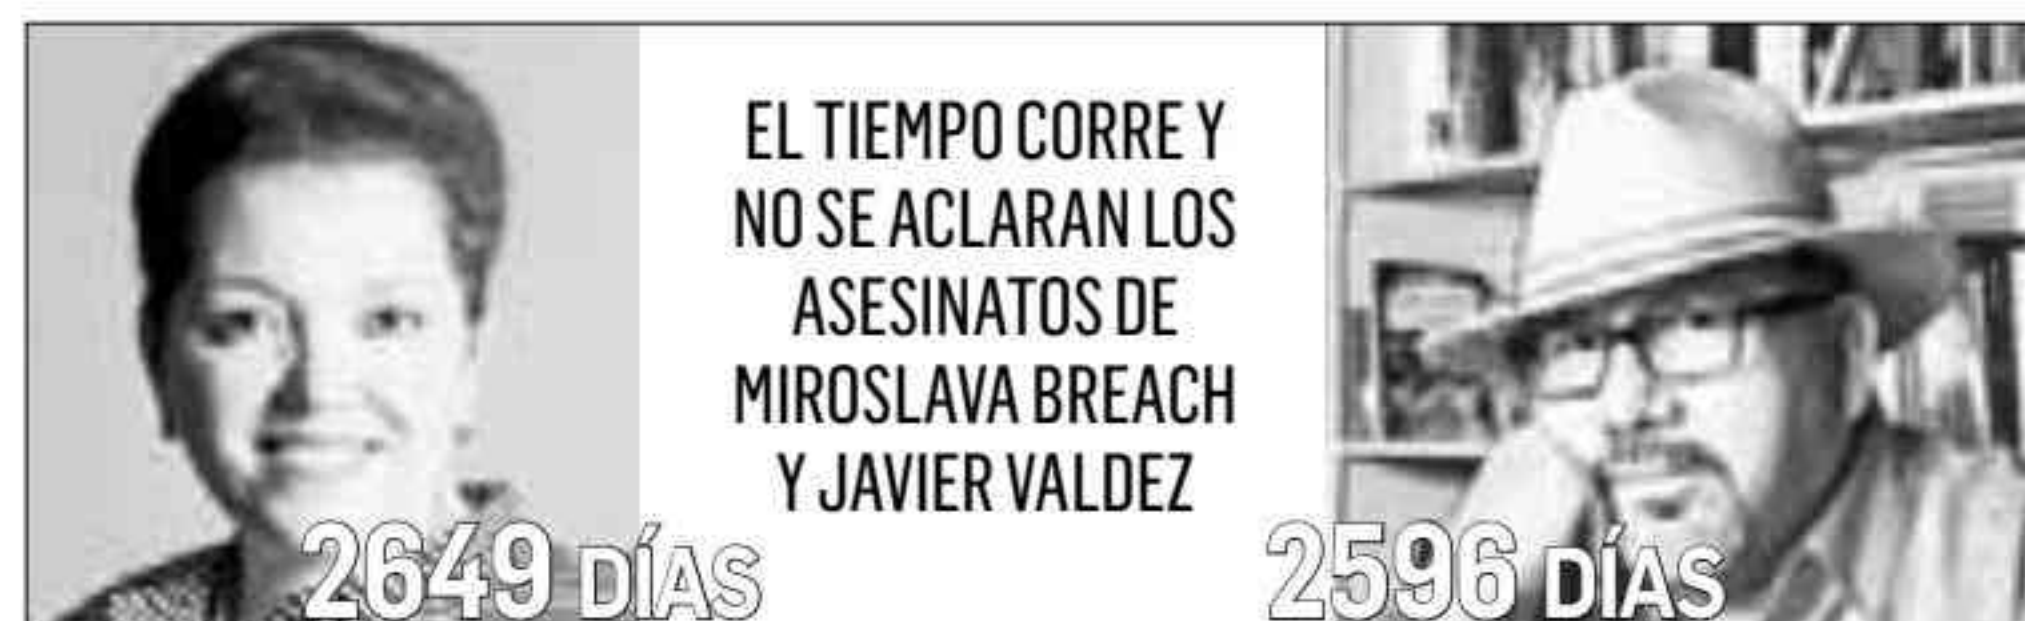 EL TIEMPO CORRE Y
NO SE ACLARAN LOS
ASESINATOS DE
MIROSLAVA BREACH
Y JAVIER VALDEZ
2649 DÍAS
2596 DÍAS